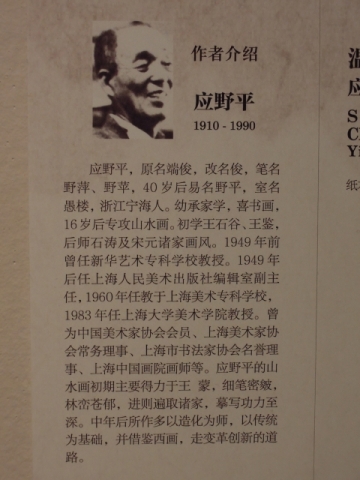 作者介绍
应野平
1910 - 1990
应野平，原名端俊，改名俊，笔名
野萍、野苹，40岁后易名野平，室名
愚楼，浙江宁海人。幼承家学，喜书画，
16岁后专攻山水画。初学王石谷、王鉴，
后师石涛及宋元诸家画风。1949年前
曾任新华艺术专科学校教授。1949年
后任上海人民美术出版社编辑室副主
任，1960年任教于上海美术专科学校，
1983年任上海大学美术学院教授。曾
为中国美术家协会会员、上海美术家协
会常务理事、上海市书法家协会名誉理
事、上海中国画院画师等。应野平的山
水画初期主要得力于王 蒙，细笔密皴，
林峦苍郁，进则遍取诸家，摹写功力至
深。中年后所作多以造化为师，以传统
为基础，并借鉴西画，走变革创新的道
路。
温
应
S
C
Y
纸